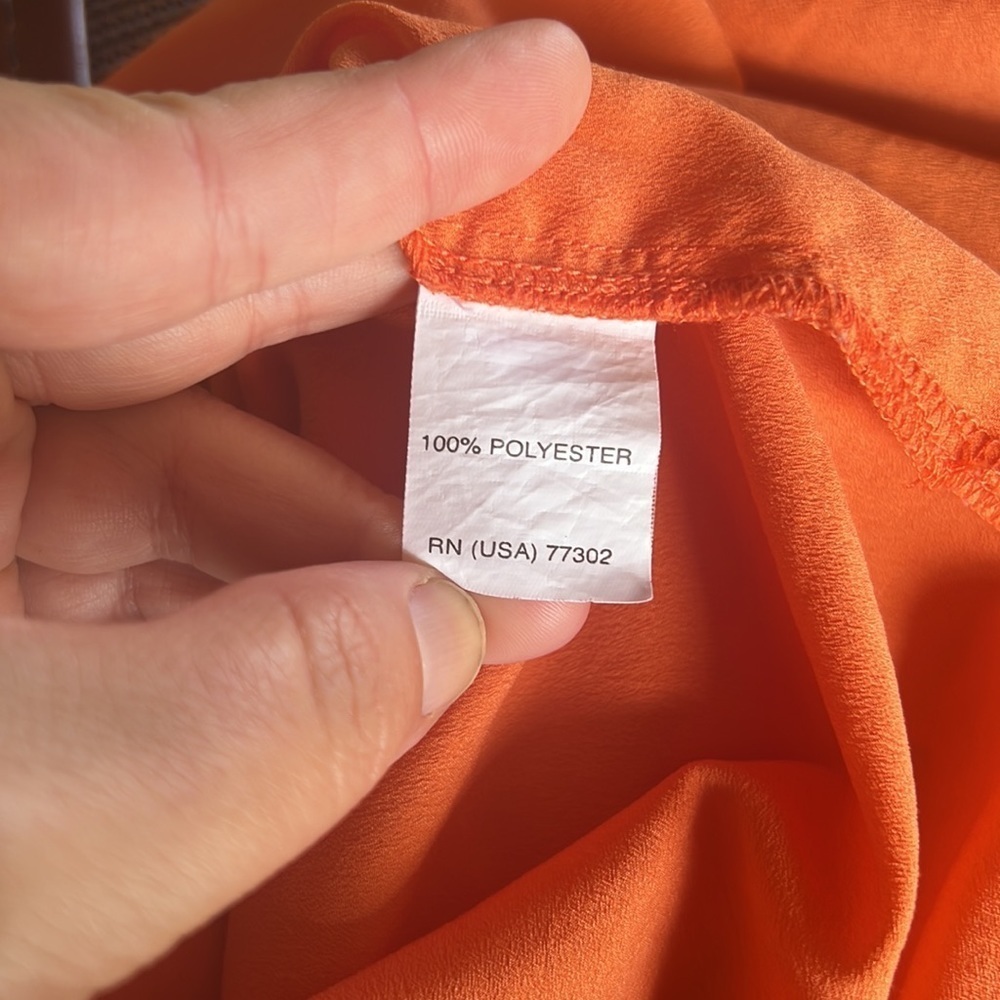 100% POLYESTER
RN (USA) 77302